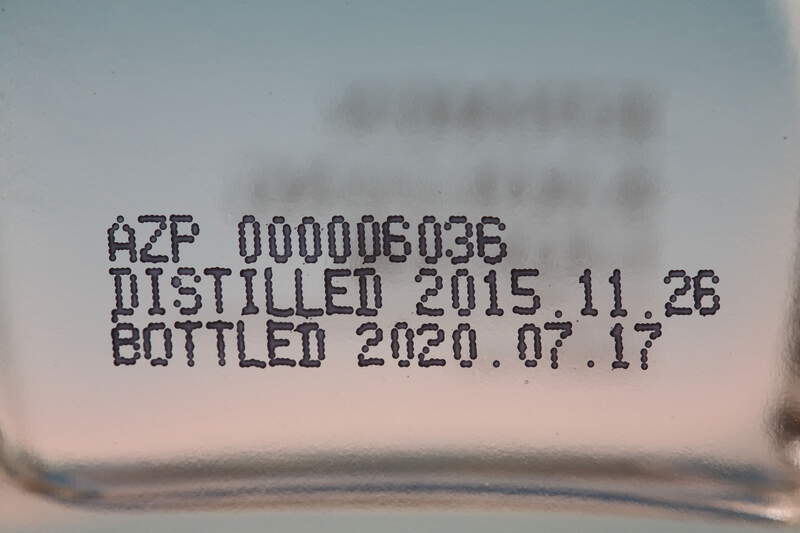 AZP 000006036
DISTILLED 2015.11.26
BOTTLED 2020.07.17